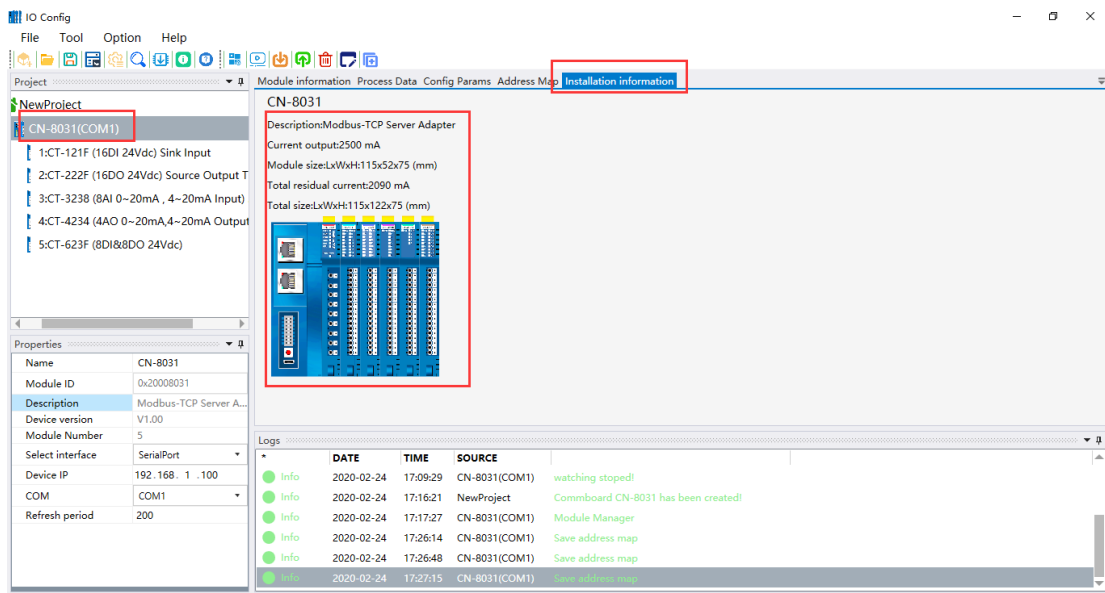 IO Config
File Tool Option Help
Project
NewProject
CN-8031(COM1)
1:CT-121F (16DI 24Vdc) Sink Input
2:CT-222F (16DO 24Vdc) Source Output T
3:CT-3238 (8AI 0~20mA , 4~20mA Input)
4:CT-4234 (4AO 0~20mA,4~20mA Output
5:CT-623F (8DI&8DO 24Vdc)
Module information Process Data Config Params Address Map Installation information
CN-8031
Description:Modbus-TCP Server Adapter
Current output:2500 mA
Module size:LxWxH:115x52x75 (mm)
Total residual current:2090 mA
Total size:LxWxH:115x122x75 (mm)
Properties
Name CN-8031
Module ID 0x20008031
Description Modbus-TCP Server A...
Device version V1.00
Module Number 5
Select interface SerialPort
Device IP 192.168. 1 .100
COM COM1
Refresh period 200
Logs
* DATE TIME SOURCE
Info 2020-02-24 17:09:29 CN-8031(COM1) watching stoped!
Info 2020-02-24 17:16:21 NewProject Commboard CN-8031 has been created!
Info 2020-02-24 17:17:27 CN-8031(COM1) Module Manager
Info 2020-02-24 17:26:14 CN-8031(COM1) Save address map
Info 2020-02-24 17:26:48 CN-8031(COM1) Save address map
Info 2020-02-24 17:27:15 CN-8031(COM1) Save address map